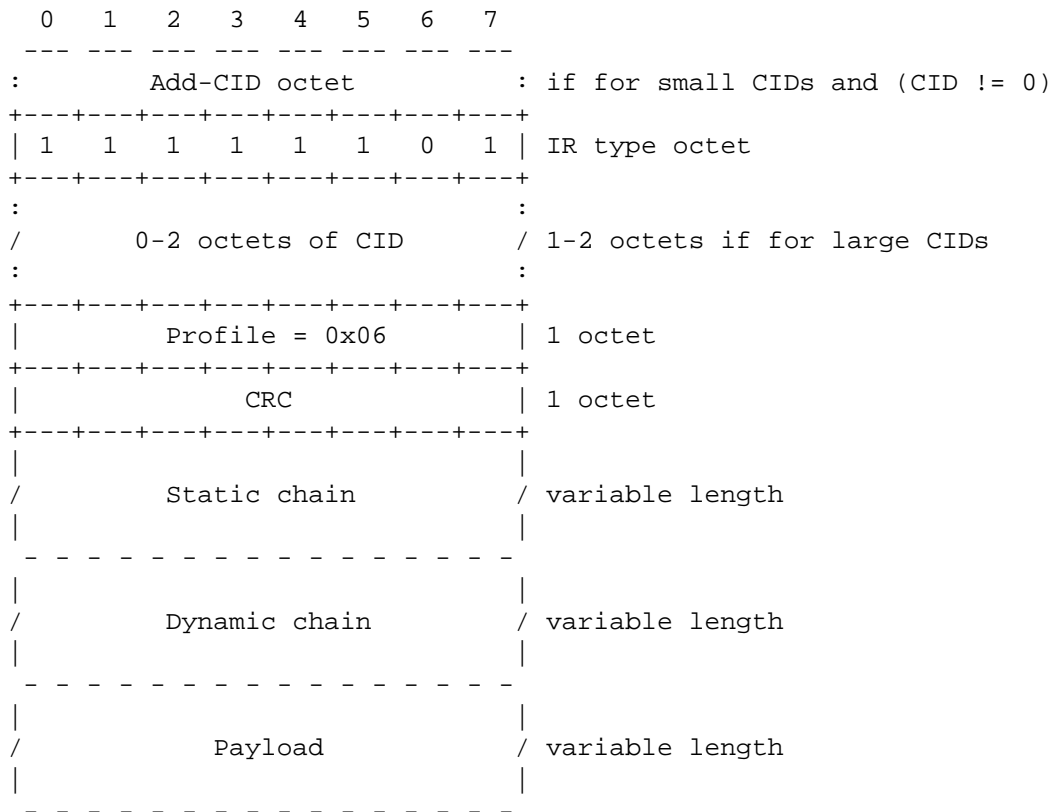 0   1   2   3   4   5   6   7
 --- --- --- --- --- --- --- ---
:         Add-CID octet         : if for small CIDs and (CID != 0)
+---+---+---+---+---+---+---+---+
| 1   1   1   1   1   1   0   1 | IR type octet
+---+---+---+---+---+---+---+---+
:                               :
/       0-2 octets of CID       / 1-2 octets if for large CIDs
:                               :
+---+---+---+---+---+---+---+---+
|         Profile = 0x06        | 1 octet
+---+---+---+---+---+---+---+---+
|              CRC              | 1 octet
+---+---+---+---+---+---+---+---+
|                               |
/         Static chain          / variable length
|                               |
 - - - - - - - - - - - - - - - -
|                               |
/         Dynamic chain         / variable length
|                               |
 - - - - - - - - - - - - - - - -
|                               |
/            Payload            / variable length
|                               |
 - - - - - - - - - - - - - - - -